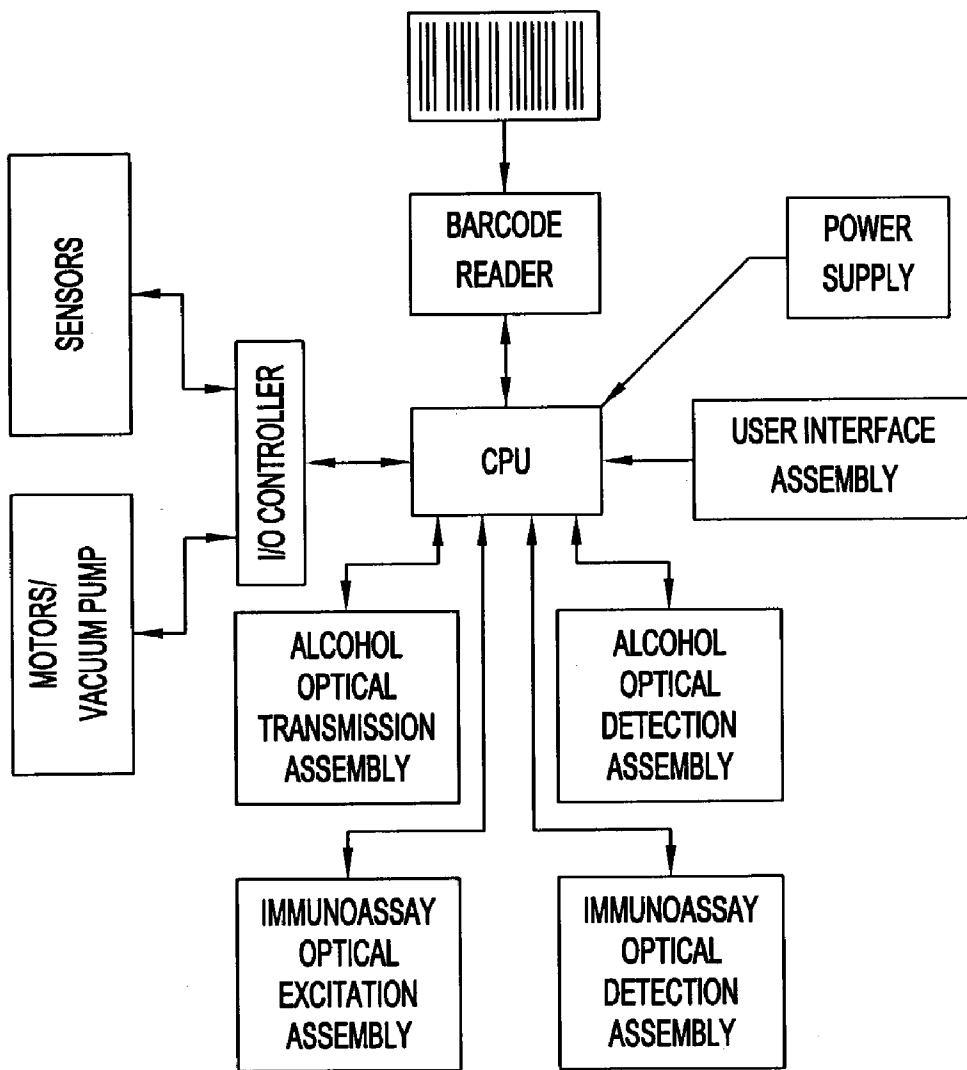 BARCODE
READER
POWER
SUPPLY
SENSORS
I/O CONTROLLER
CPU
USER INTERFACE
ASSEMBLY
MOTORS/
VACUUM PUMP
ALCOHOL
OPTICAL
TRANSMISSION
ASSEMBLY
ALCOHOL
OPTICAL
DETECTION
ASSEMBLY
IMMUNOASSAY
OPTICAL
EXCITATION
ASSEMBLY
IMMUNOASSAY
OPTICAL
DETECTION
ASSEMBLY